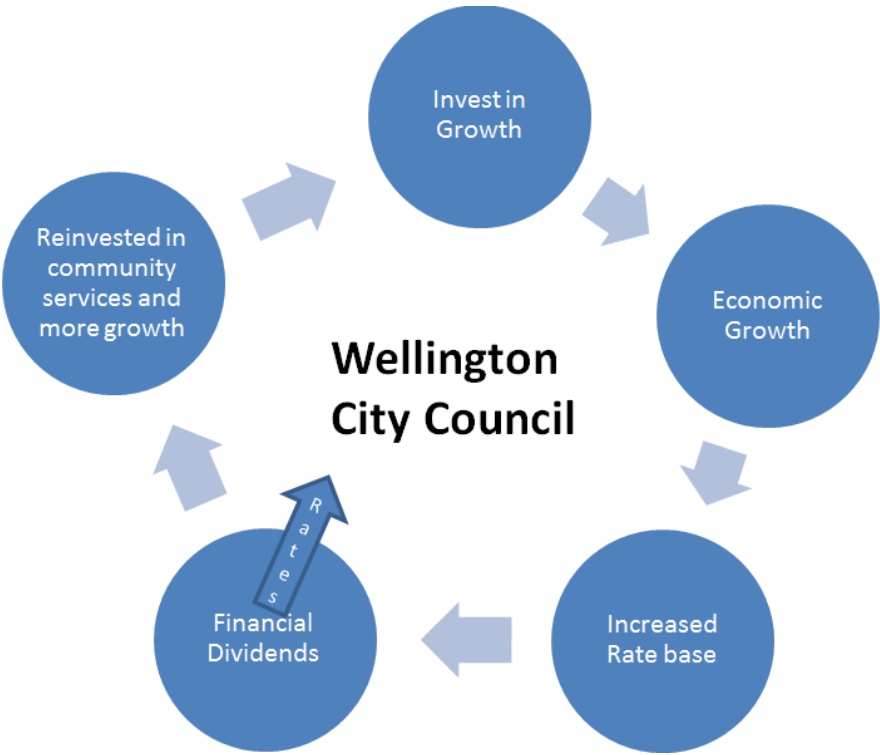 Invest in
Growth
Economic
Growth
Increased
Rate base
Financial
Dividends
Rates
Reinvested in
community
services and
more growth
Wellington
City Council